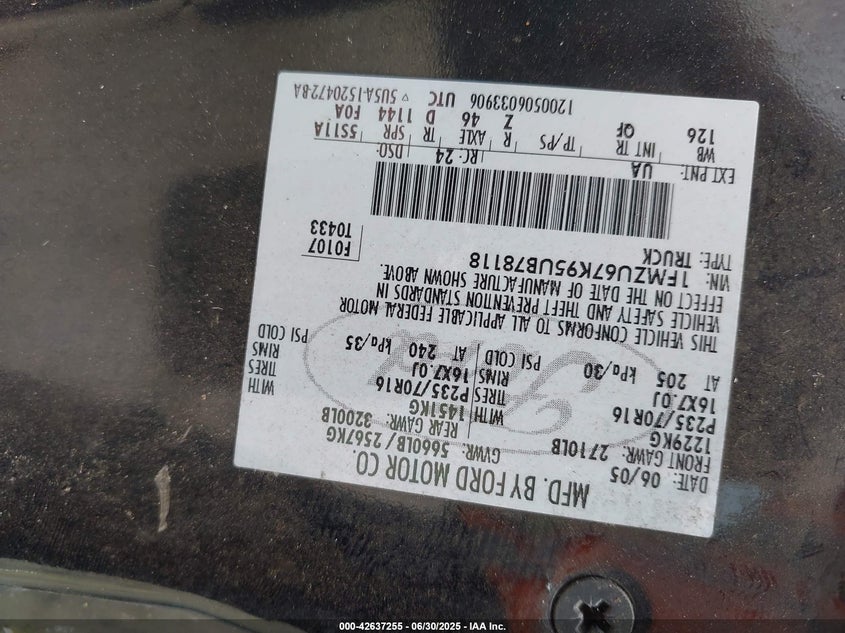 MFD. BY FORD MOTOR CO.
DATE: 06/05 GVWR: 5660LB/ 2567KG
FRONT GAWR: 2710LB REAR GAWR: 3200LB
1229KG WITH 1451KG WITH
P235/70R16 TIRES P235/70R16 TIRES
16X7.0J RIMS 16X7.0J RIMS
AT 205 kPa/30 PSI COLD AT 240 kPa/35 PSI COLD
THIS VEHICLE CONFORMS TO ALL APPLICABLE FEDERAL MOTOR
VEHICLE SAFETY AND THEFT PREVENTION STANDARDS IN
EFFECT ON THE DATE OF MANUFACTURE SHOWN ABOVE.
VIN: 1FMZU67K95UB78118 F0107
TYPE: TRUCK T0433
EXT PNT: UA RC: 24 DSO:
WB INT TR TP/PS R AXLE TR SPR 5S11A
126 QF Z 46 D 1144 F0A
1200506033906 UTC ▽ 5U5A-1520472-BA
000-42637255 - 06/30/2025 - IAA Inc.